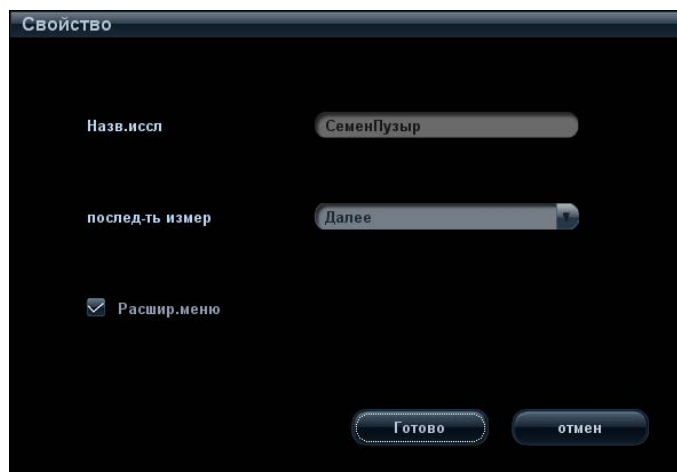 Свойство
Назв.иссл СеменПузыр
послед-ть измер Далее
Расшир.меню
Готово отмен